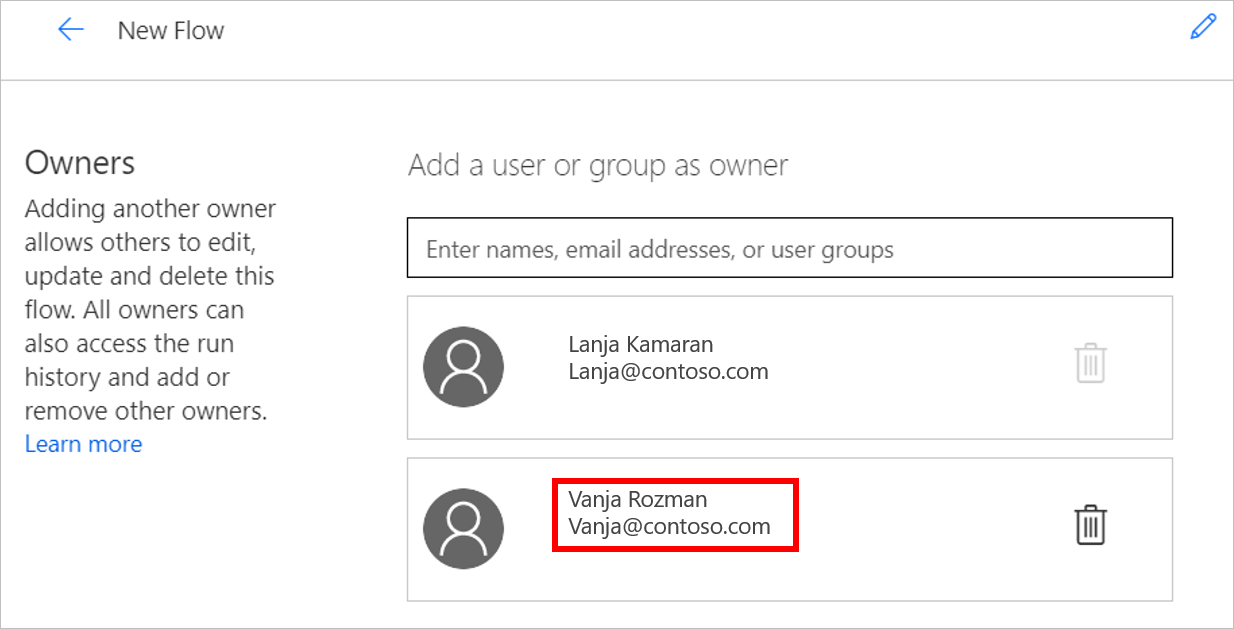 New Flow
Owners
Adding another owner
allows others to edit,
update and delete this
flow. All owners can
also access the run
history and add or
remove other owners.
Learn more
Add a user or group as owner
Enter names, email addresses, or user groups
Lanja Kamaran
Lanja@contoso.com
Vanja Rozman
Vanja@contoso.com